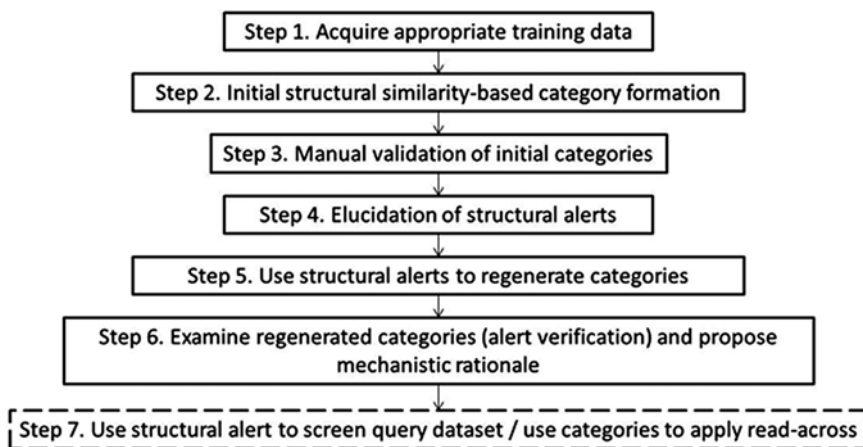 Step 1. Acquire appropriate training data
Step 2. Initial structural similarity-based category formation
Step 3. Manual validation of initial categories
Step 4. Elucidation of structural alerts
Step 5. Use structural alerts to regenerate categories
Step 6. Examine regenerated categories (alert verification) and propose
mechanistic rationale
Step 7. Use structural alert to screen query dataset / use categories to apply read-across